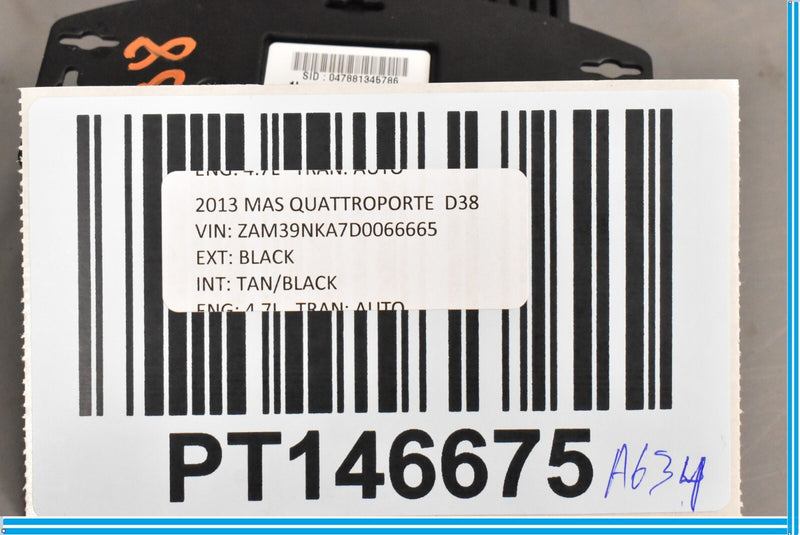 SID : 047881345786
ENG: 4.7L TRAN: AUTO
2013 MAS QUATTROPORTE D38
VIN: ZAM39NKA7D0066665
EXT: BLACK
INT: TAN/BLACK
ENG: 4.7L TRAN: AUTO
PT146675
A634